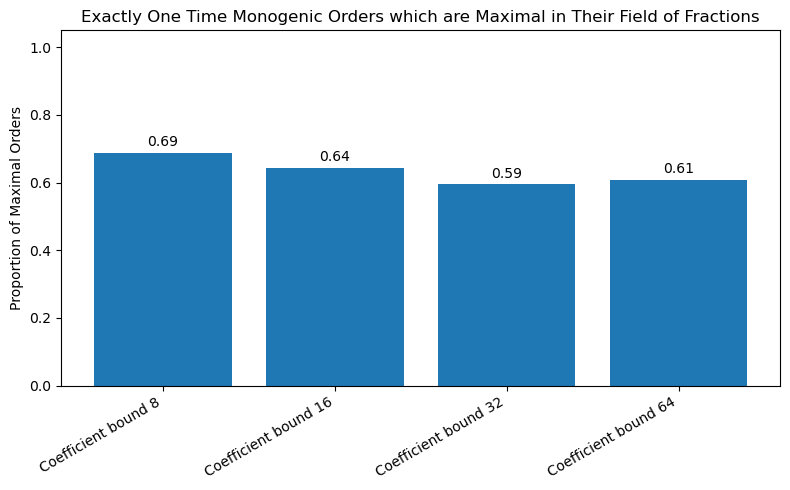 Exactly One Time Monogenic Orders which are Maximal in Their Field of Fractions
Proportion of Maximal Orders
1.0
0.8
0.6
0.4
0.2
0.0
0.69
0.64
0.59
0.61
Coefficient bound 8
Coefficient bound 16
Coefficient bound 32
Coefficient bound 64